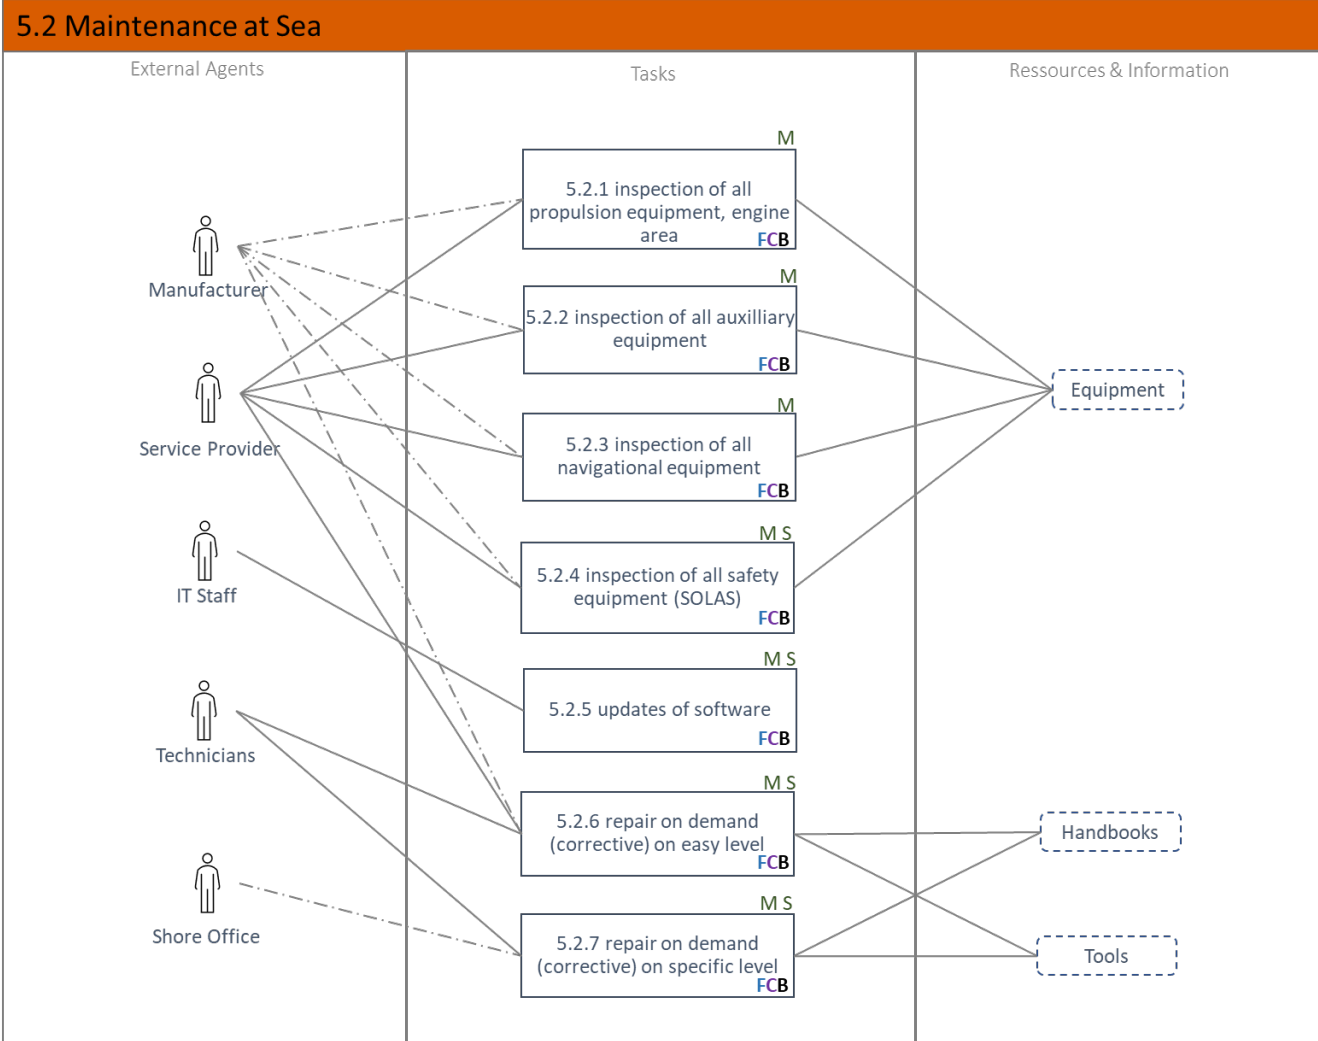 5.2 Maintenance at Sea
External Agents
Tasks
Ressources & Information
M
5.2.1 inspection of all
propulsion equipment, engine
area
FCB
Manufacturer
M
5.2.2 inspection of all auxilliary
equipment
FCB
Equipment
Service Provider
M
5.2.3 inspection of all
navigational equipment
FCB
IT Staff
M S
5.2.4 inspection of all safety
equipment (SOLAS)
FCB
M S
5.2.5 updates of software
FCB
Technicians
M S
5.2.6 repair on demand
(corrective) on easy level
FCB
Handbooks
Shore Office
M S
5.2.7 repair on demand
(corrective) on specific level
FCB
Tools